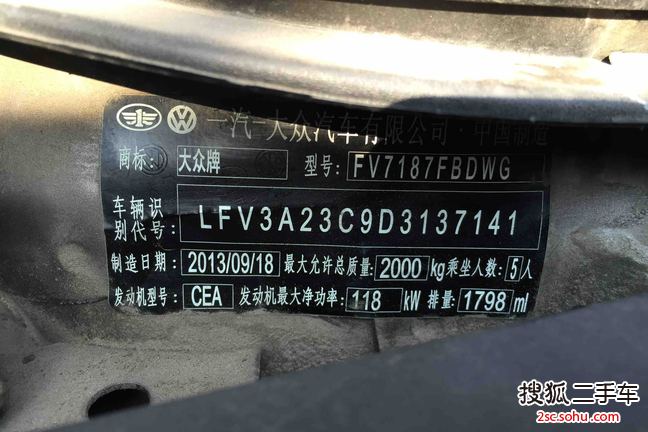 一汽-大众汽车有限公司·中国制造
商标: 大众牌 型号: FV7187FBDWG
车辆识别代号: LFV3A23C9D3137141
制造日期: 2013/09/18 最大允许总质量: 2000 kg 乘坐人数: 5 人
发动机型号: CEA 发动机最大净功率: 118 kW 排量: 1798 ml
搜狐二手车
2sc.sohu.com